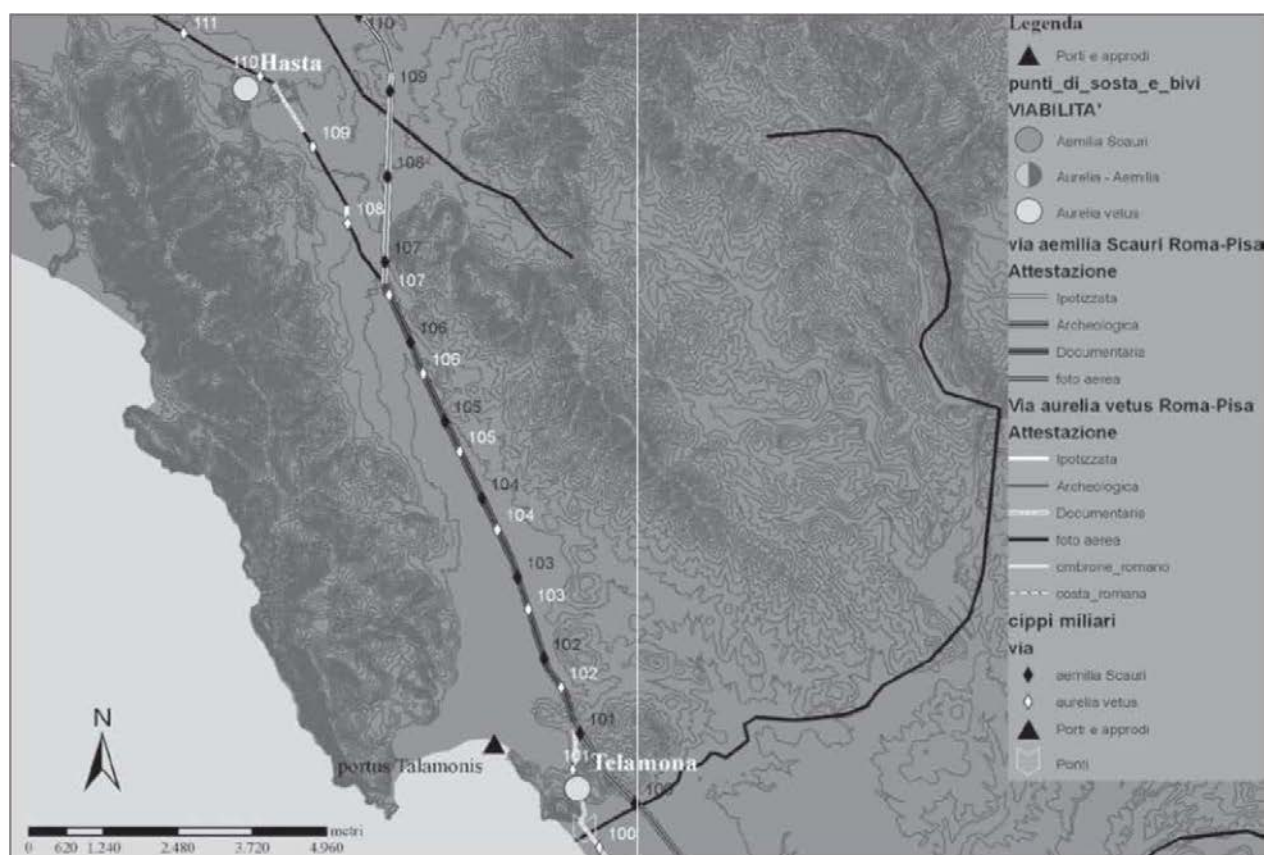 111
110
110 Hasta
109
109
108
108
107
107
106
106
105
105
104
104
103
103
102
102
101
101
Telamona
portus Talamonis
100
100
N
metri
0 620 1.240 2.480 3.720 4.960
Legenda
Porti e approdi
punti_di_sosta_e_bivi
VIABILITA'
Aemilia Scauri
Aurelia - Aemilia
Aurelia vetus
via aemilia Scauri Roma-Pisa
Attestazione
Ipotizzata
Archeologica
Documentaria
foto aerea
Via aurelia vetus Roma-Pisa
Attestazione
Ipotizzata
Archeologica
Documentaria
foto aerea
ombrone_romano
costa_romana
cippi miliari
via
aemilia Scauri
aurelia vetus
Porti e approdi
Ponti